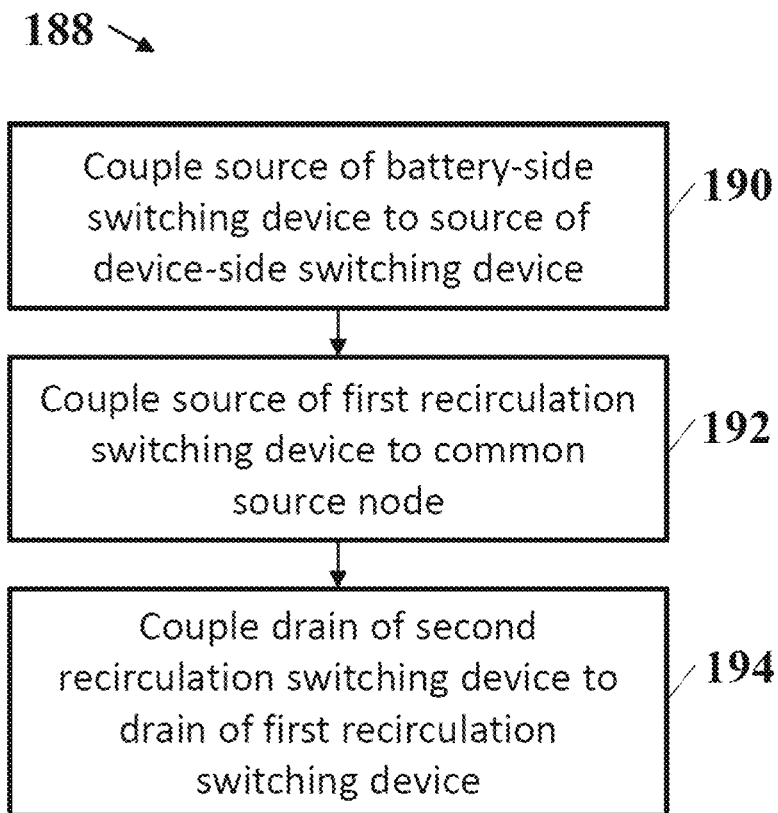 188
Couple source of battery-side
switching device to source of
device-side switching device
190
Couple source of first recirculation
switching device to common
source node
192
Couple drain of second
recirculation switching device to
drain of first recirculation
switching device
194